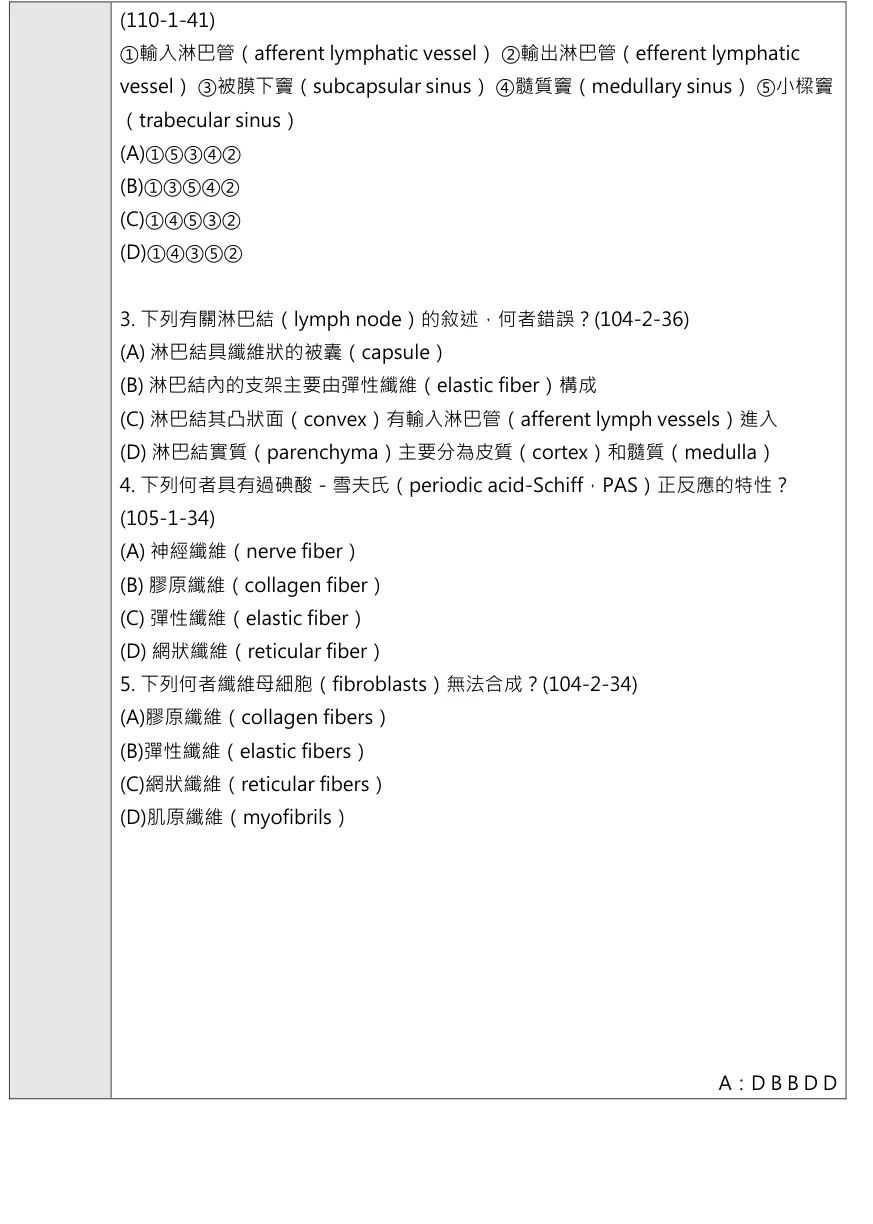 (110-1-41)
①輸入淋巴管（afferent lymphatic vessel） ②輸出淋巴管（efferent lymphatic
vessel） ③被膜下竇（subcapsular sinus） ④髓質竇（medullary sinus） ⑤小樑竇
（trabecular sinus）
(A)①⑤③④②
(B)①③⑤④②
(C)①④⑤③②
(D)①④③⑤②
3. 下列有關淋巴結（lymph node）的敘述，何者錯誤？(104-2-36)
(A) 淋巴結具纖維狀的被囊（capsule）
(B) 淋巴結內的支架主要由彈性纖維（elastic fiber）構成
(C) 淋巴結其凸狀面（convex）有輸入淋巴管（afferent lymph vessels）進入
(D) 淋巴結實質（parenchyma）主要分為皮質（cortex）和髓質（medulla）
4. 下列何者具有過碘酸－雪夫氏（periodic acid-Schiff，PAS）正反應的特性？
(105-1-34)
(A) 神經纖維（nerve fiber）
(B) 膠原纖維（collagen fiber）
(C) 彈性纖維（elastic fiber）
(D) 網狀纖維（reticular fiber）
5. 下列何者纖維母細胞（fibroblasts）無法合成？(104-2-34)
(A)膠原纖維（collagen fibers）
(B)彈性纖維（elastic fibers）
(C)網狀纖維（reticular fibers）
(D)肌原纖維（myofibrils）
A：D B B D D